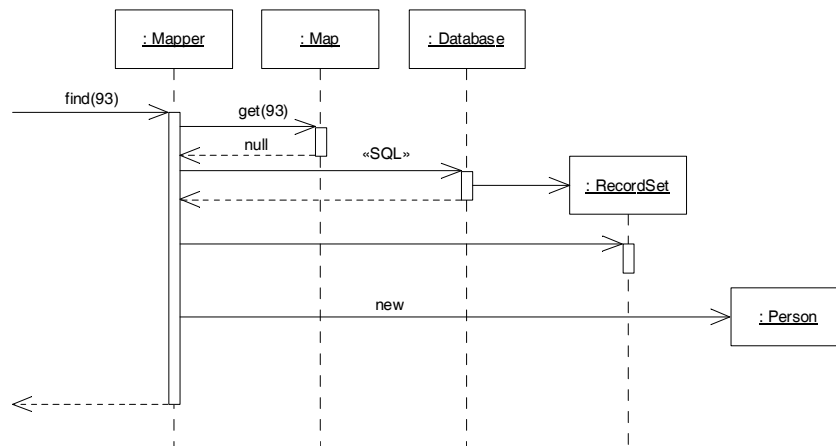 : Mapper
: Map
: Database
find(93)
get(93)
null
«SQL»
: RecordSet
new
: Person